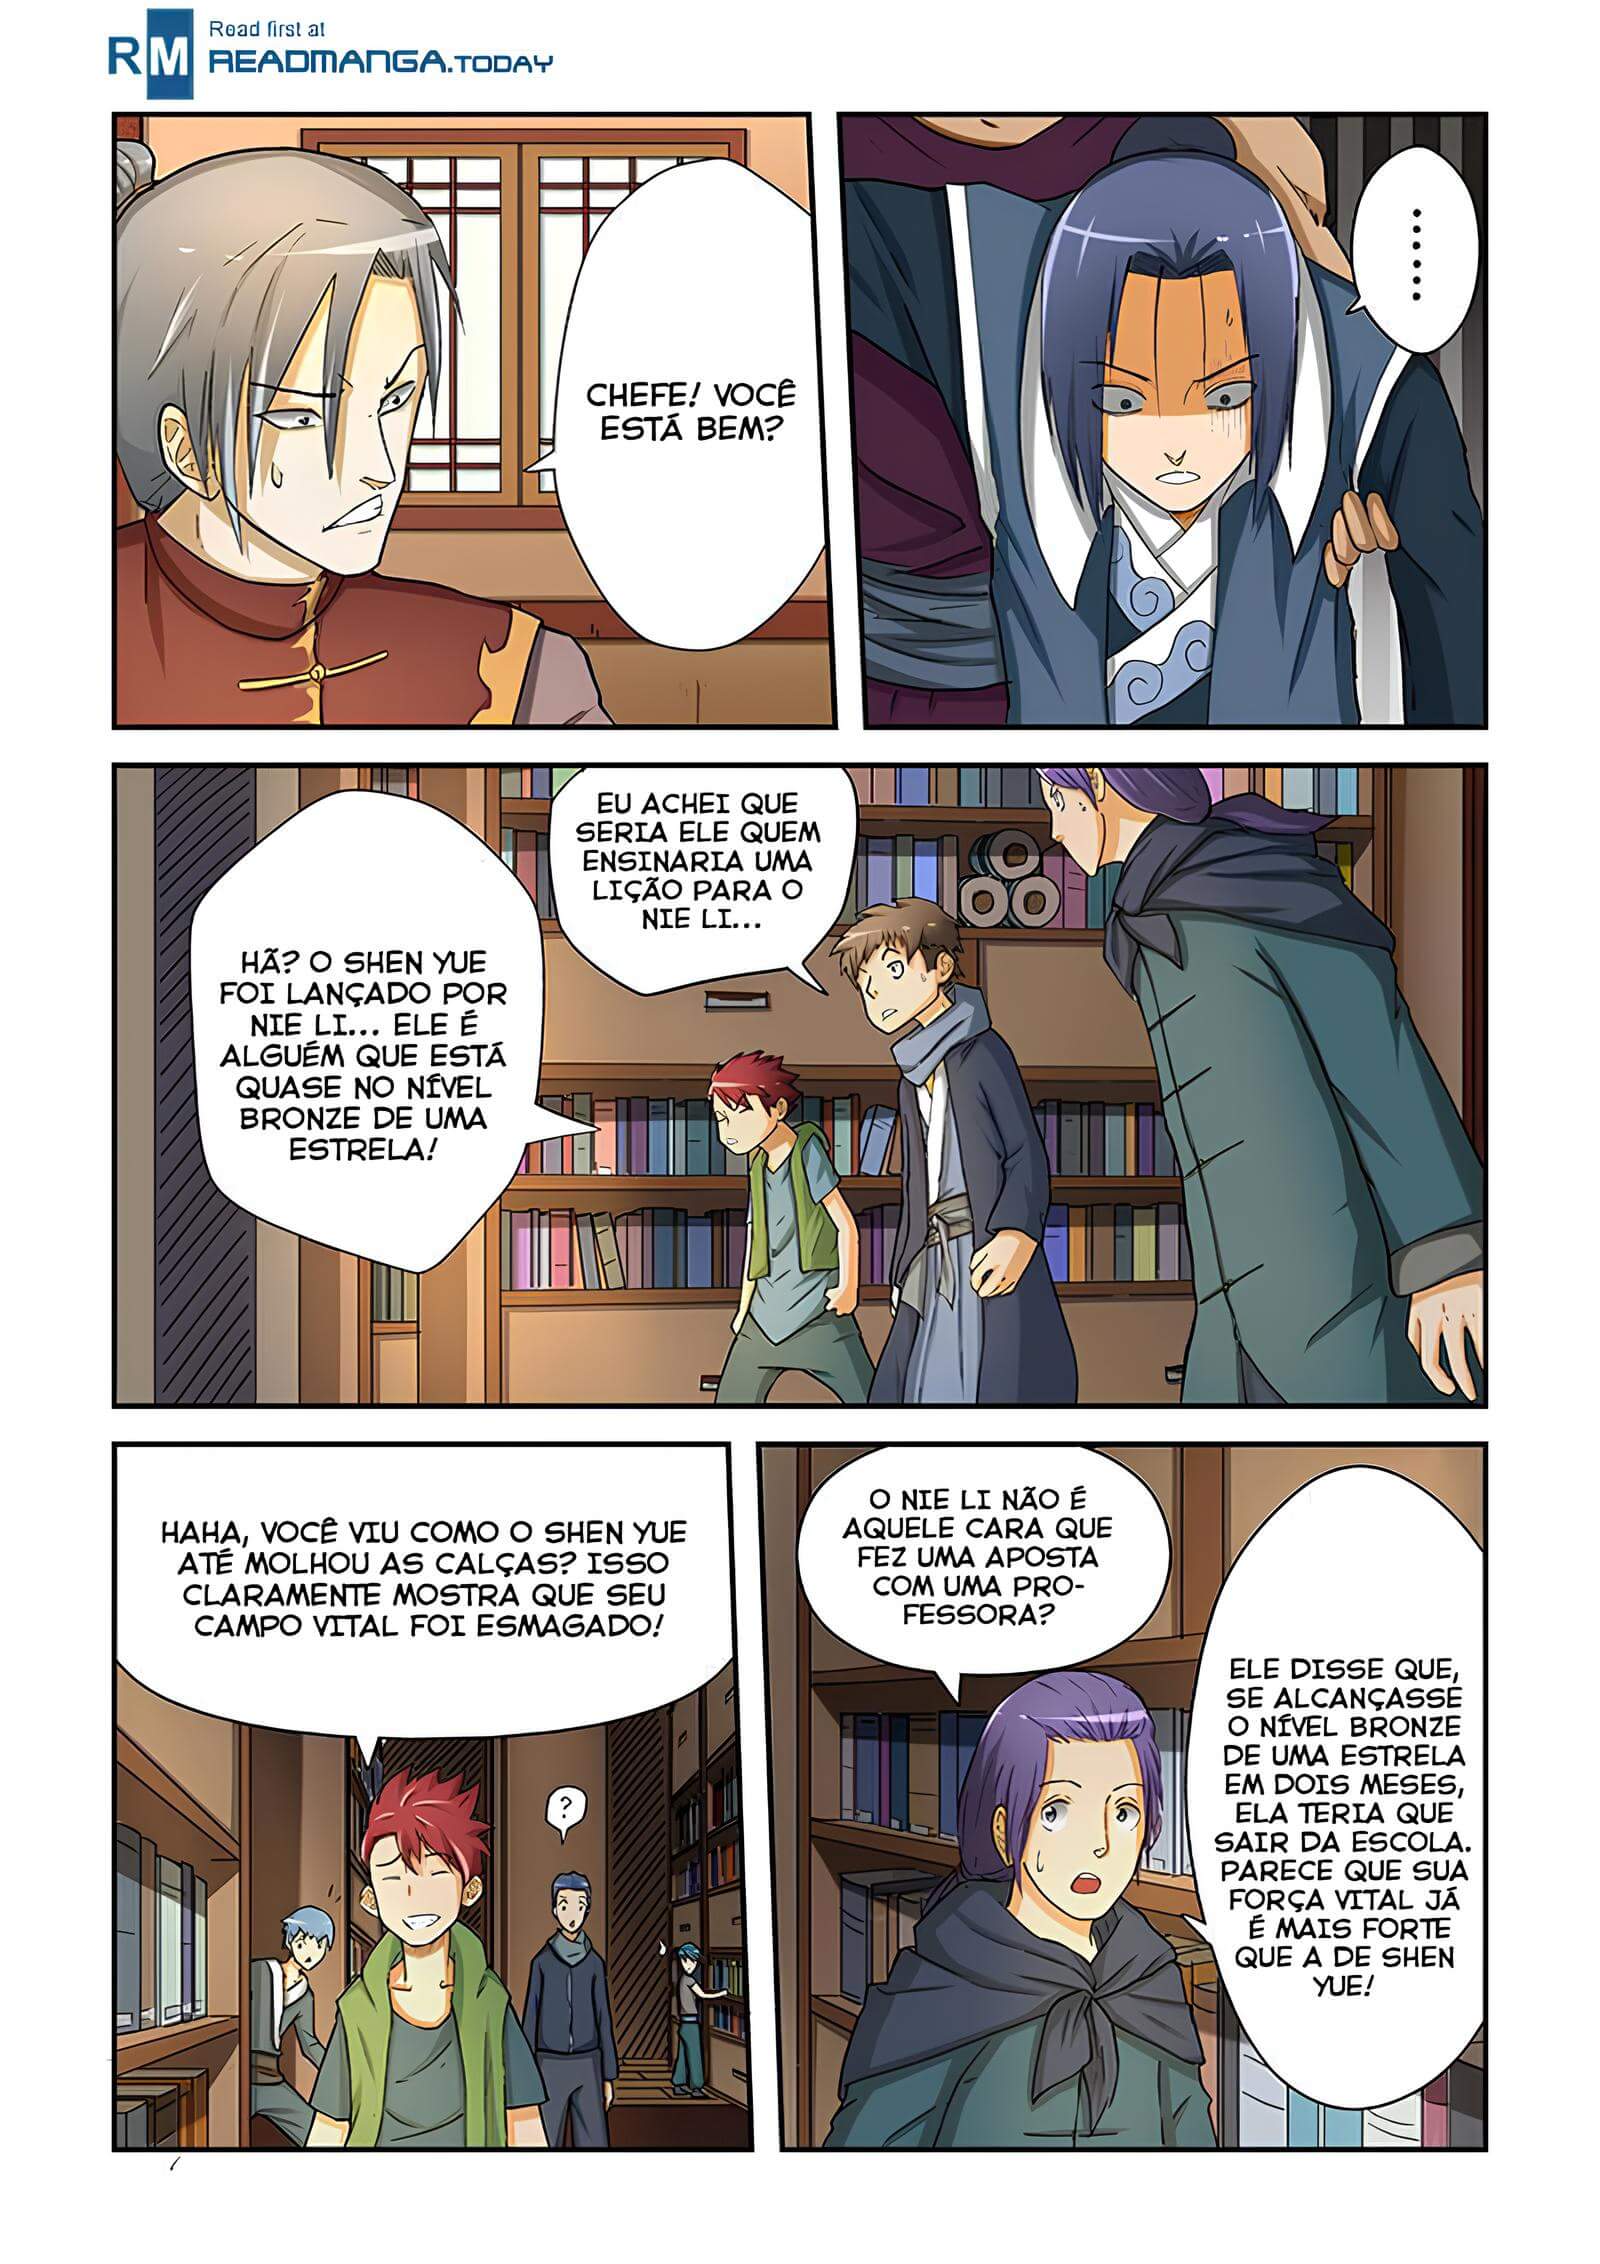 RM
Read first at
READMANGA.TODAY
CHEFE! VOCÊ
ESTÁ BEM?
......
EU ACHEI QUE
SERIA ELE QUEM
ENSINARIA UMA
LIÇÃO PARA O
NIE LI...
HÃ? O SHEN YUE
FOI LANÇADO POR
NIE LI... ELE É
ALGUÉM QUE ESTÁ
QUASE NO NÍVEL
BRONZE DE UMA
ESTRELA!
HAHA, VOCÊ VIU COMO O SHEN YUE
ATÉ MOLHOU AS CALÇAS? ISSO
CLARAMENTE MOSTRA QUE SEU
CAMPO VITAL FOI ESMAGADO!
?
O NIE LI NÃO É
AQUELE CARA QUE
FEZ UMA APOSTA
COM UMA PRO-
FESSORA?
ELE DISSE QUE,
SE ALCANÇASSE
O NÍVEL BRONZE
DE UMA ESTRELA
EM DOIS MESES,
ELA TERIA QUE
SAIR DA ESCOLA.
PARECE QUE SUA
FORÇA VITAL JÁ
É MAIS FORTE
QUE A DE SHEN
YUE!